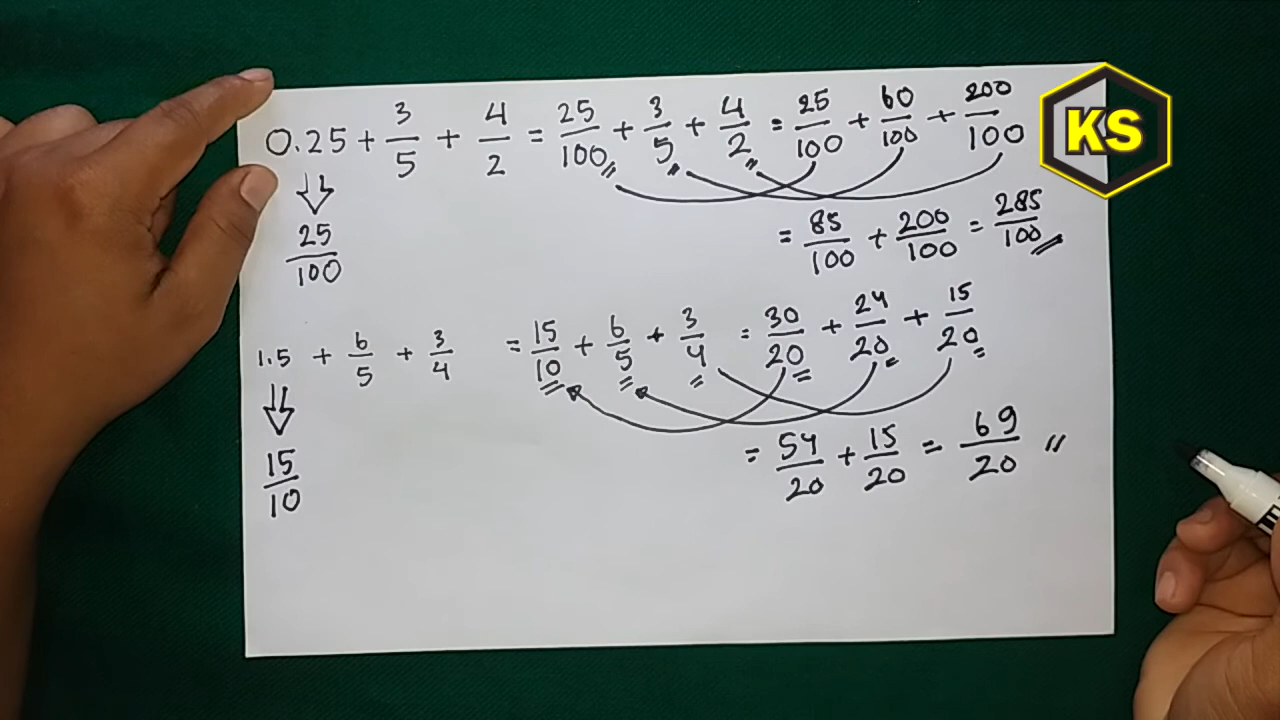 0.25 + 3/5 + 4/2 = 25/100 + 3/5 + 4/2 = 25/100 + 60/100 + 200/100
25/100
= 85/100 + 200/100 = 285/100
1.5 + 6/5 + 3/4 = 15/10 + 6/5 + 3/4 = 30/20 + 24/20 + 15/20
15/10
= 54/20 + 15/20 = 69/20
KS